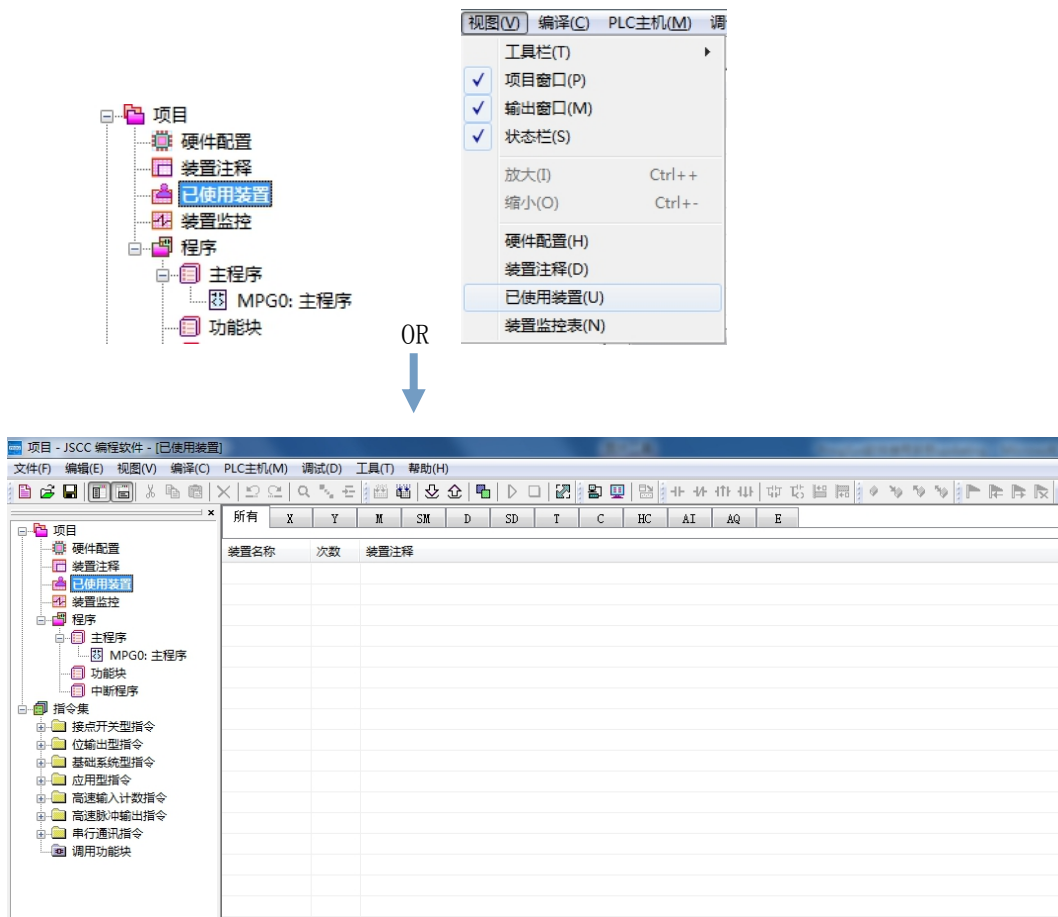 视图(V) 编译(C) PLC主机(M) 调
工具栏(T)
项目窗口(P)
输出窗口(M)
状态栏(S)
放大(I) Ctrl++
缩小(O) Ctrl+-
硬件配置(H)
装置注释(D)
已使用装置(U)
装置监控表(N)
项目
硬件配置
装置注释
已使用装置
装置监控
程序
主程序
MPG0: 主程序
功能块
OR
项目 - JSCC 编程软件 - [已使用装置]
文件(F) 编辑(E) 视图(V) 编译(C) PLC主机(M) 调试(D) 工具(T) 帮助(H)
所有 X Y M SM D SD T C HC AI AQ E
装置名称 次数 装置注释
项目
硬件配置
装置注释
已使用装置
装置监控
程序
主程序
MPG0: 主程序
功能块
中断程序
指令集
接点开关型指令
位输出型指令
基础系统型指令
应用型指令
高速输入计数指令
高速脉冲输出指令
串行通讯指令
调用功能块